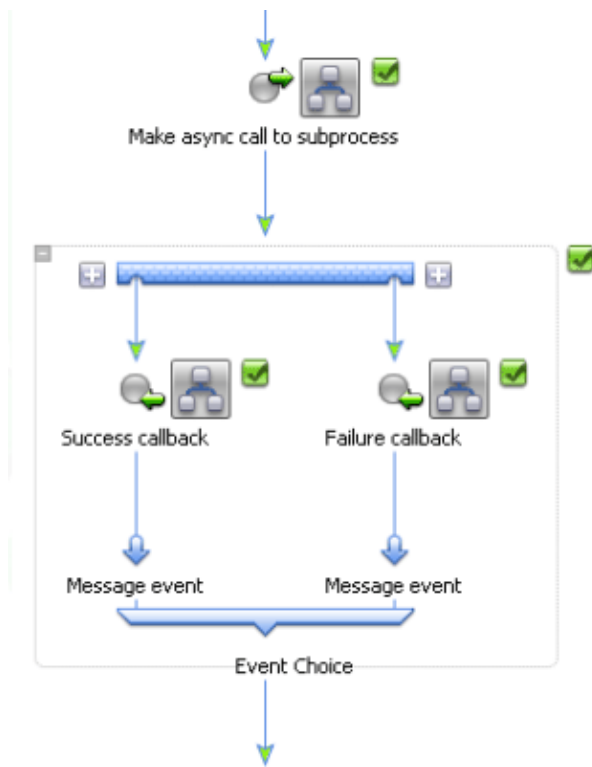 Make async call to subprocess
Success callback
Failure callback
Message event
Message event
Event Choice